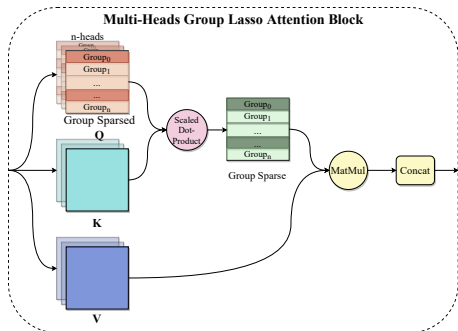 Multi-Heads Group Lasso Attention Block
n-heads
Group₀
Group₁
...
...
Groupₙ
Group Sparsed
Q
K
V
Scaled
Dot-
Product
Group₀
Group₁
...
...
Groupₙ
Group Sparse
MatMul
Concat